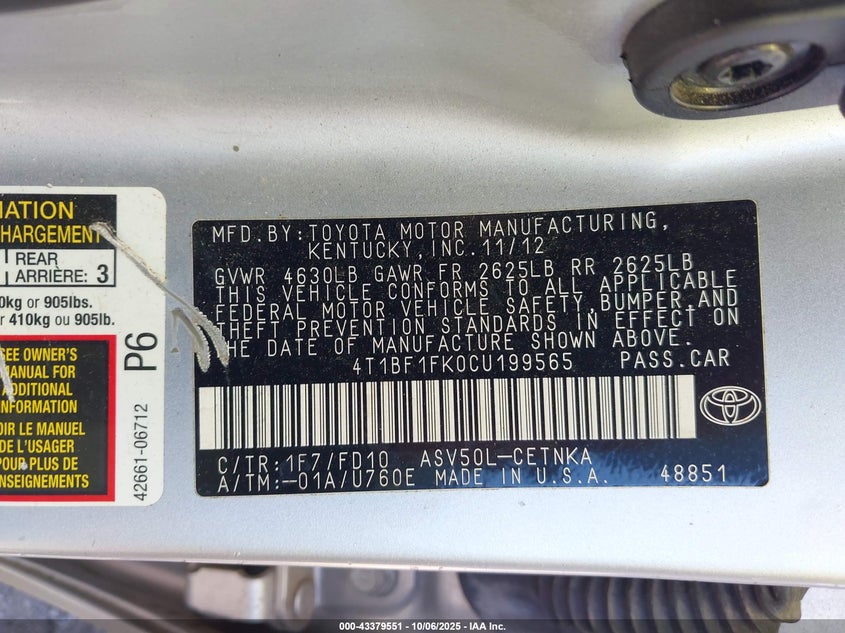 MATION
CHARGEMENT
REAR
ARRIÈRE: 3
0kg or 905lbs.
r 410kg ou 905lb.
SEE OWNER'S
MANUAL FOR
ADDITIONAL
INFORMATION
OIR LE MANUEL
DE L'USAGER
POUR PLUS DE
NSEIGNEMENTS
P6
42661-06712
MFD.BY:TOYOTA MOTOR MANUFACTURING,
KENTUCKY,INC.11/12
GVWR 4630LB GAWR FR 2625LB RR 2625LB
THIS VEHICLE CONFORMS TO ALL APPLICABLE
FEDERAL MOTOR VEHICLE SAFETY,BUMPER,AND
THEFT PREVENTION STANDARDS IN EFFECT ON
THE DATE OF MANUFACTURE SHOWN ABOVE.
4T1BF1FK0CU199565 PASS.CAR
C/TR:1F7/FD10 ASV50L-CETNKA
A/TM:-01A/U760E MADE IN U.S.A. 48851
000-43379551 - 10/06/2025 - IAA Inc.